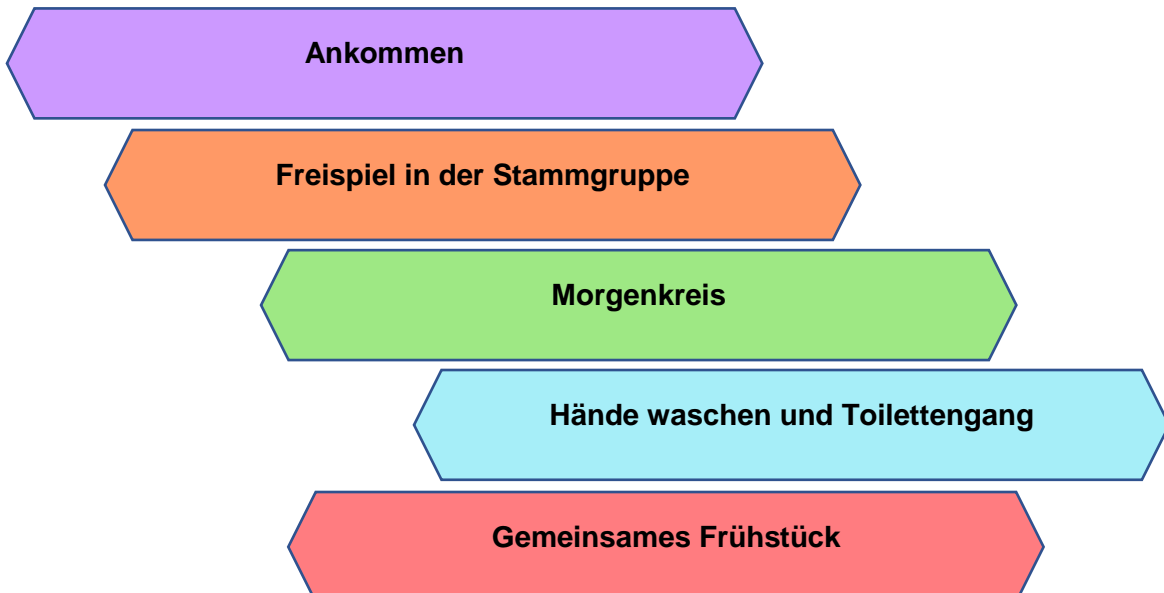 Ankommen
Freispiel in der Stammgruppe
Morgenkreis
Hände waschen und Toilettengang
Gemeinsames Frühstück